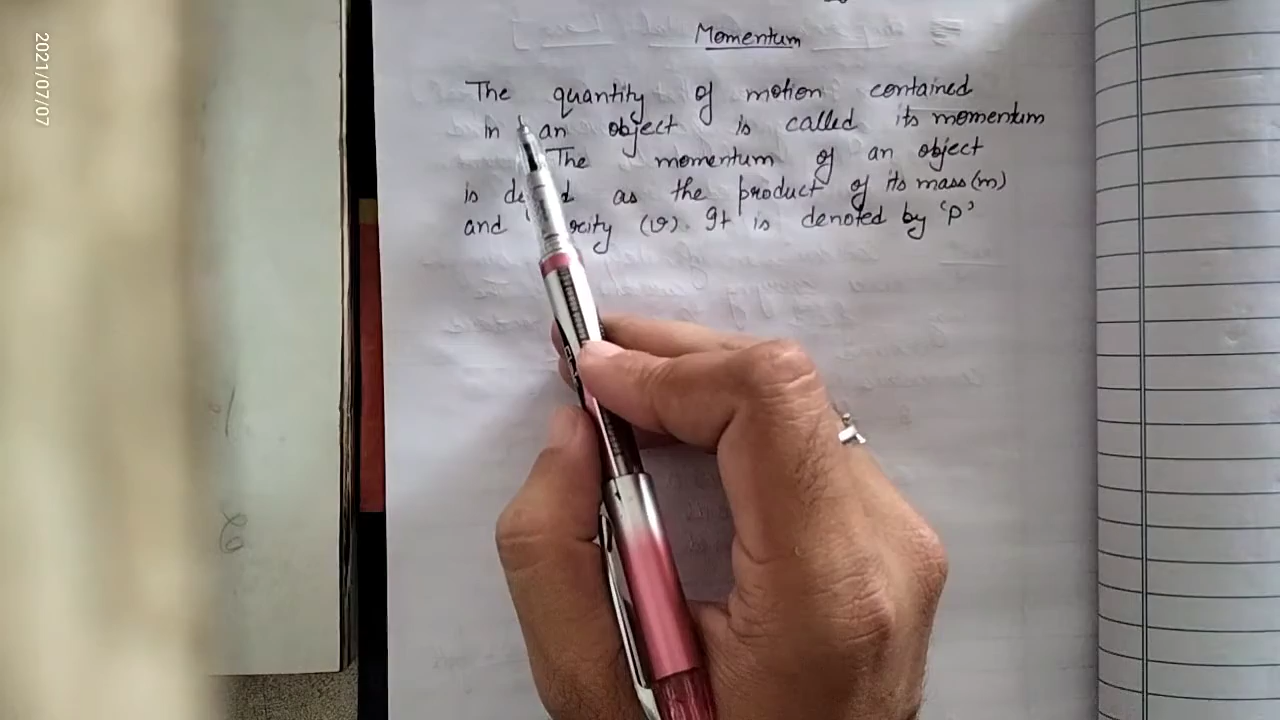 2021/07/07
Momentum
The quantity of motion contained
in an object is called its momentum
The momentum of an object
is as the product of its mass (m)
and (v). It is denoted by 'p'